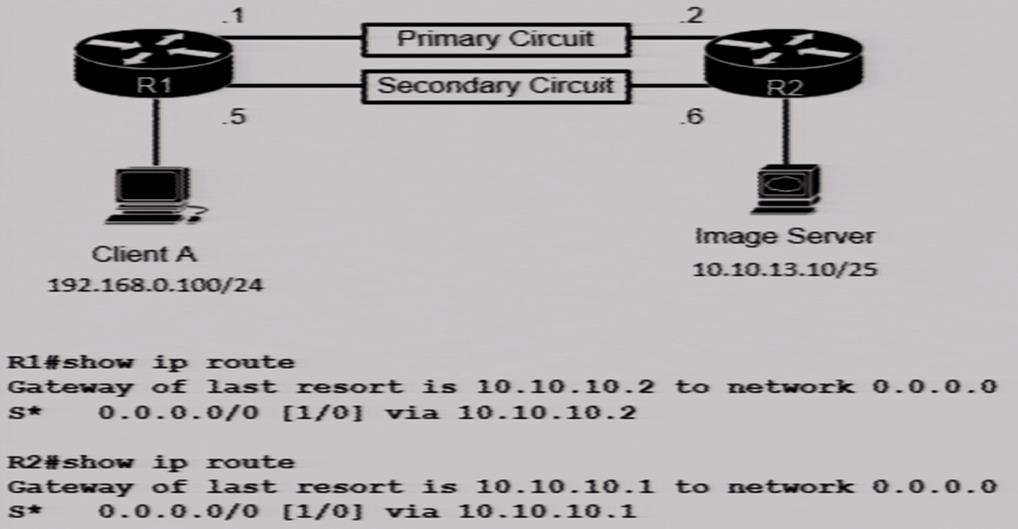 .1 .2
Primary Circuit
R1 Secondary Circuit R2
.5 .6
Client A Image Server
192.168.0.100/24 10.10.13.10/25
R1#show ip route
Gateway of last resort is 10.10.10.2 to network 0.0.0.0
S* 0.0.0.0/0 [1/0] via 10.10.10.2
R2#show ip route
Gateway of last resort is 10.10.10.1 to network 0.0.0.0
S* 0.0.0.0/0 [1/0] via 10.10.10.1